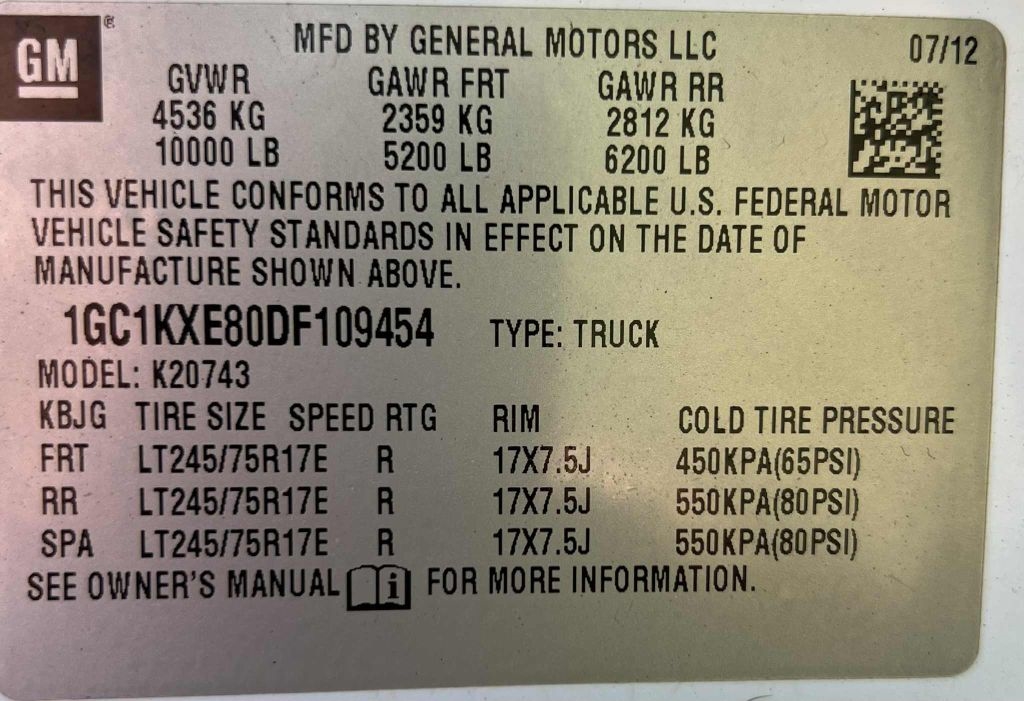 GM ® MFD BY GENERAL MOTORS LLC 07/12
GVWR GAWR FRT GAWR RR
4536 KG 2359 KG 2812 KG
10000 LB 5200 LB 6200 LB
THIS VEHICLE CONFORMS TO ALL APPLICABLE U.S. FEDERAL MOTOR
VEHICLE SAFETY STANDARDS IN EFFECT ON THE DATE OF
MANUFACTURE SHOWN ABOVE.
1GC1KXE80DF109454 TYPE: TRUCK
MODEL: K20743
KBJG TIRE SIZE SPEED RTG RIM COLD TIRE PRESSURE
FRT LT245/75R17E R 17X7.5J 450KPA(65PSI)
RR LT245/75R17E R 17X7.5J 550KPA(80PSI)
SPA LT245/75R17E R 17X7.5J 550KPA(80PSI)
SEE OWNER'S MANUAL i FOR MORE INFORMATION.